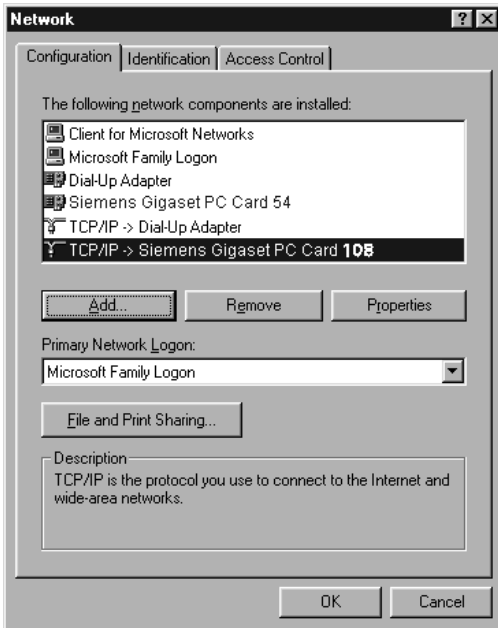 Network
Configuration Identification Access Control
The following network components are installed:
Client for Microsoft Networks
Microsoft Family Logon
Dial-Up Adapter
Siemens Gigaset PC Card 54
TCP/IP -> Dial-Up Adapter
TCP/IP -> Siemens Gigaset PC Card 108
Add... Remove Properties
Primary Network Logon:
Microsoft Family Logon
File and Print Sharing...
Description
TCP/IP is the protocol you use to connect to the Internet and
wide-area networks.
OK Cancel